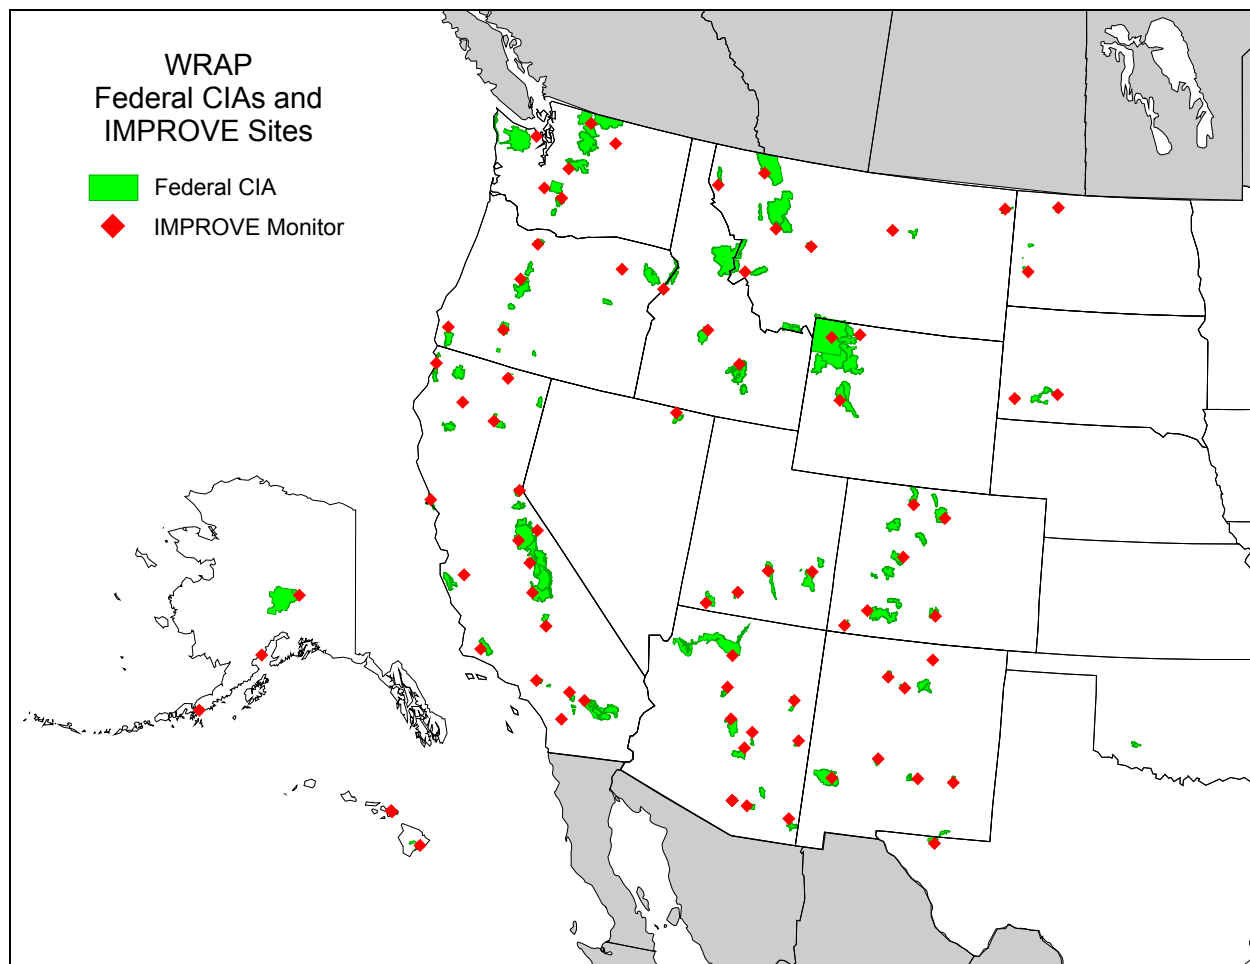 WRAP
Federal CIAs and
IMPROVE Sites
Federal CIA
IMPROVE Monitor